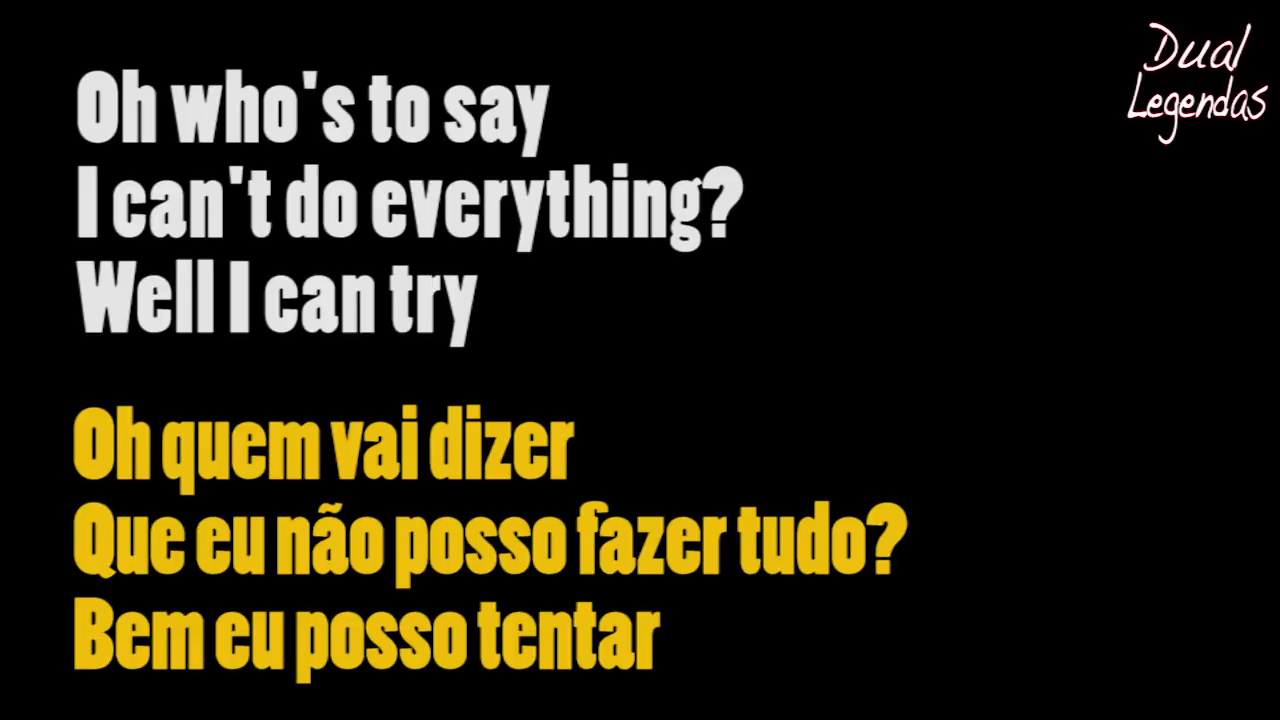 Dual
Legendas
Oh who's to say
I can't do everything?
Well I can try
Oh quem vai dizer
Que eu não posso fazer tudo?
Bem eu posso tentar